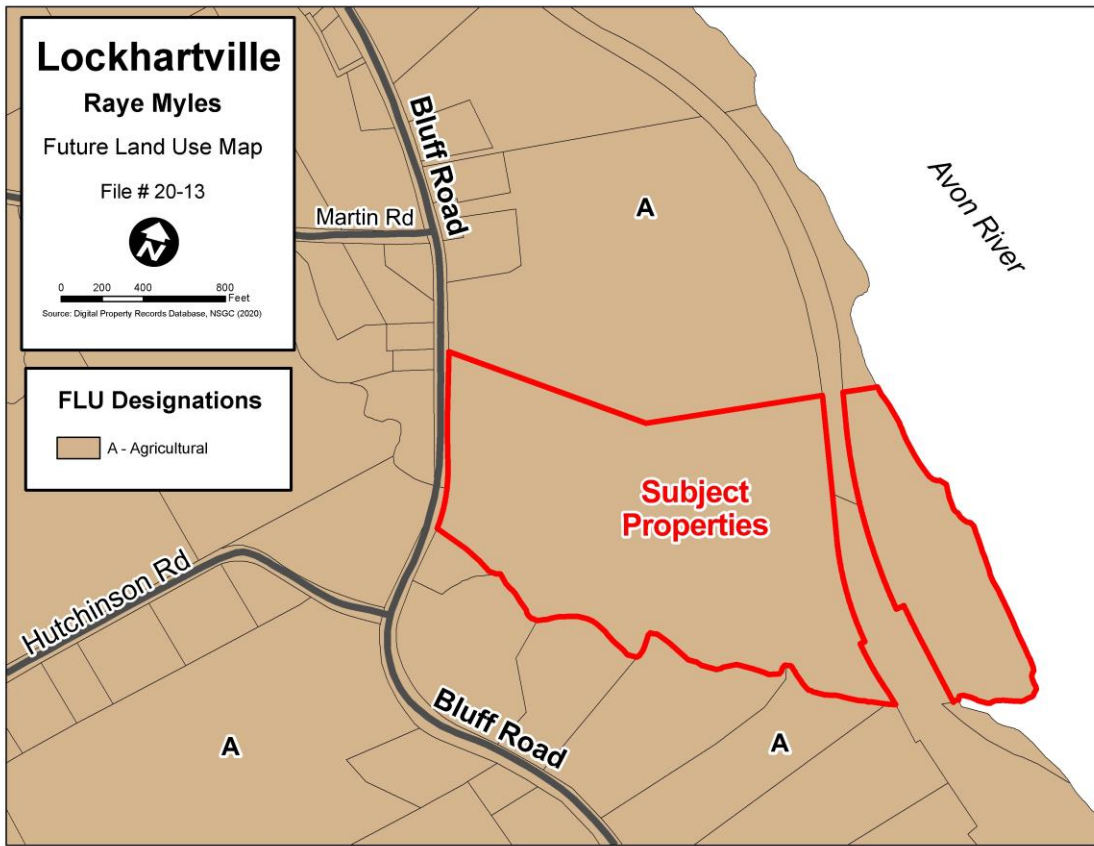 Lockhartville
Raye Myles
Future Land Use Map
File # 20-13
N
0 200 400 800
Feet
Source: Digital Property Records Database, NSGC (2020)
FLU Designations
A - Agricultural
Bluff Road
Martin Rd
A
Avon River
Subject
Properties
Hutchinson Rd
Bluff Road
A
A